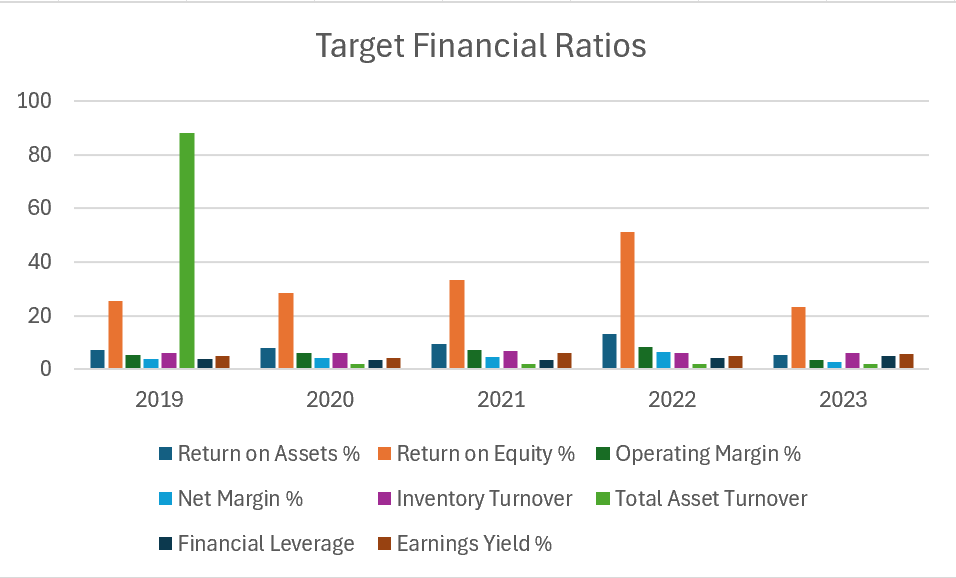 Target Financial Ratios
100
80
60
40
20
0
2019 2020 2021 2022 2023
Return on Assets % Return on Equity % Operating Margin %
Net Margin % Inventory Turnover Total Asset Turnover
Financial Leverage Earnings Yield %